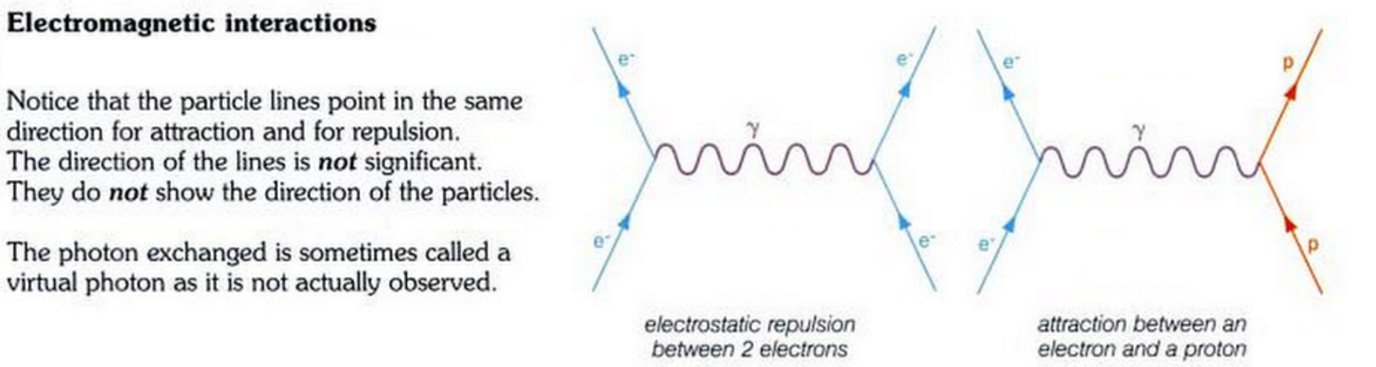 Electromagnetic interactions
Notice that the particle lines point in the same
direction for attraction and for repulsion.
The direction of the lines is not significant.
They do not show the direction of the particles.
The photon exchanged is sometimes called a
virtual photon as it is not actually observed.
e⁻
e⁻
γ
e⁻
e⁻
electrostatic repulsion
between 2 electrons
e⁻
p
γ
e⁻
p
attraction between an
electron and a proton